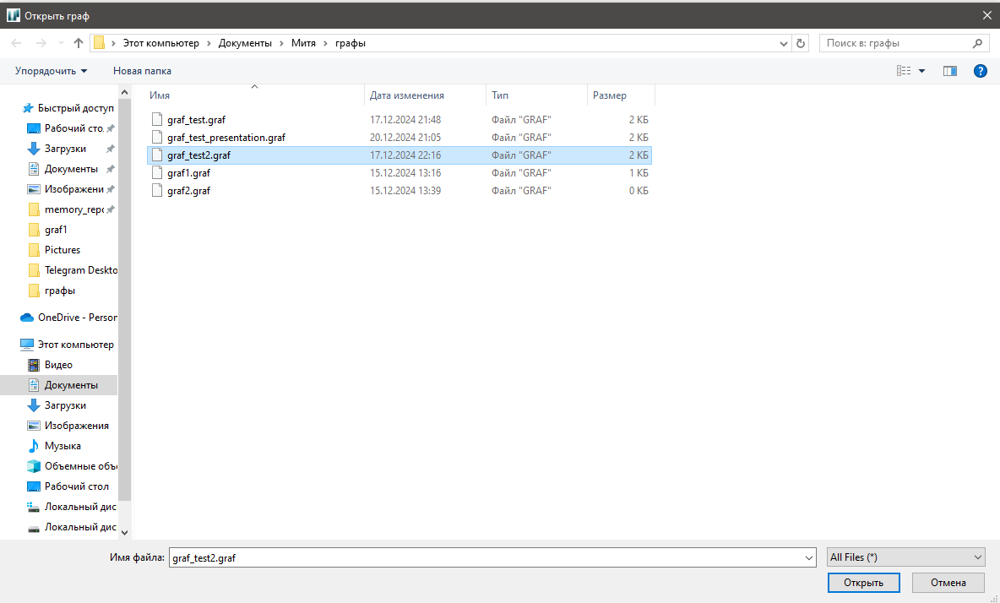 Открыть граф
Этот компьютер Документы Митя графы Поиск в: графы
Упорядочить Новая папка
Имя Дата изменения Тип Размер
graf_test.graf 17.12.2024 21:48 Файл "GRAF" 2 КБ
graf_test_presentation.graf 20.12.2024 21:05 Файл "GRAF" 2 КБ
graf_test2.graf 17.12.2024 22:16 Файл "GRAF" 2 КБ
graf1.graf 15.12.2024 13:16 Файл "GRAF" 1 КБ
graf2.graf 15.12.2024 13:39 Файл "GRAF" 0 КБ
Быстрый доступ
Рабочий сто
Загрузки
Документы
Изображени
memory_repo
graf1
Pictures
Telegram Deskto
графы
OneDrive - Person
Этот компьютер
Видео
Документы
Загрузки
Изображения
Музыка
Объемные объе
Рабочий стол
Локальный дис
Локальный дис
Имя файла: graf_test2.graf All Files (*)
Открыть Отмена